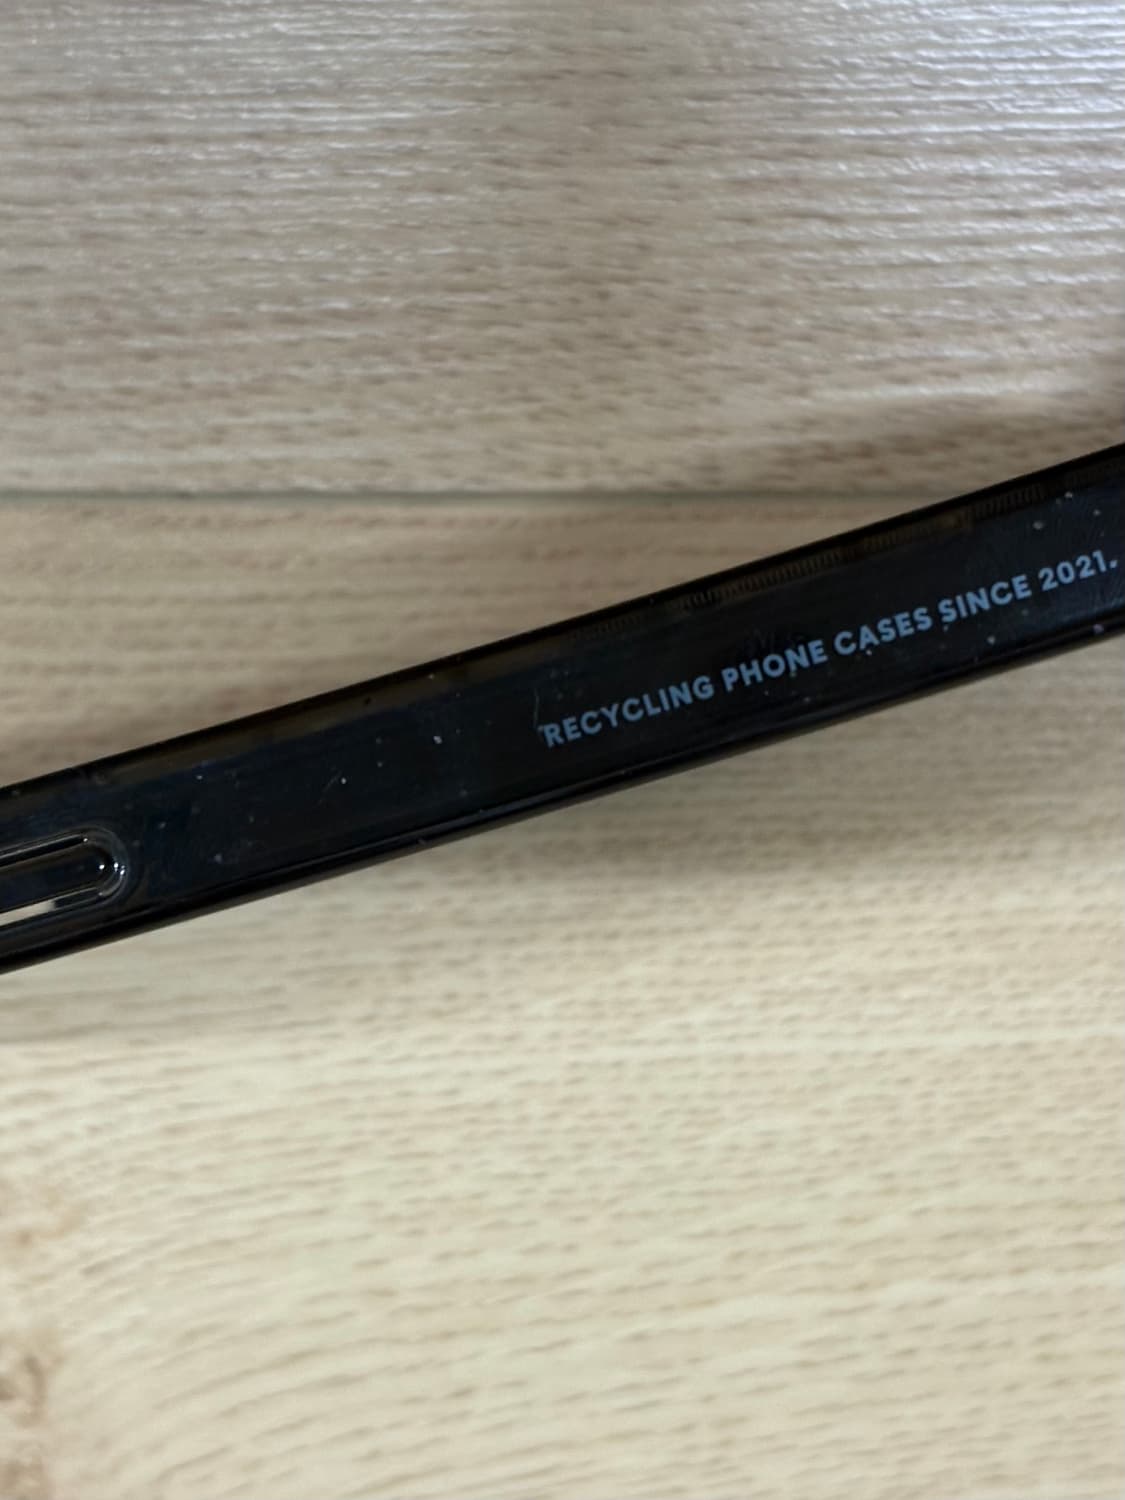 RECYCLING PHONE CASES SINCE 2021.